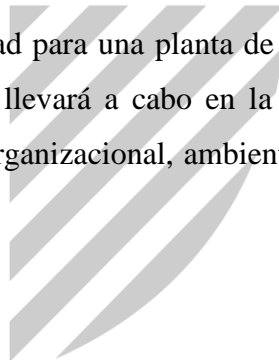 ad para una planta de
llevará a cabo en la
rganizacional, ambient